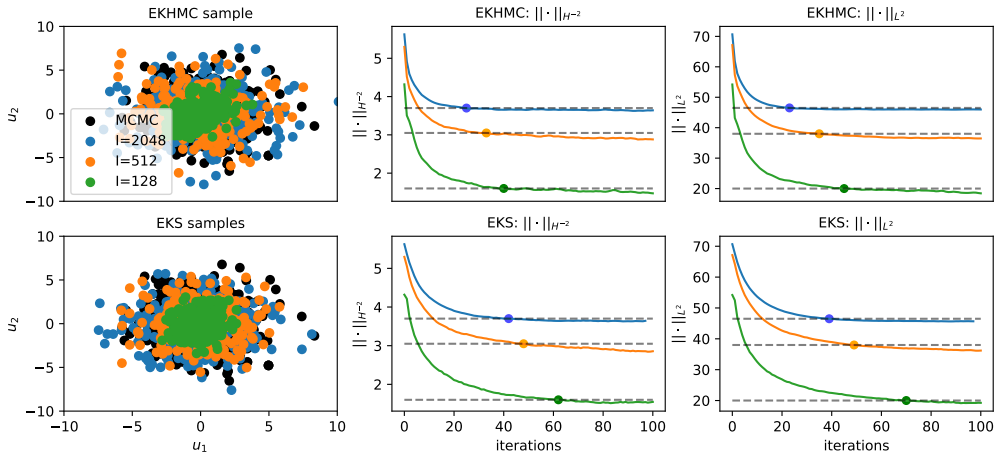 EKHMC sample
10
5
0
−5
−10
u₂
MCMC
I=2048
I=512
I=128
EKHMC: ||·||_{H⁻²}
5
4
3
2
||·||_{H⁻²}
EKHMC: ||·||_{L²}
70
60
50
40
30
20
||·||_{L²}
EKS samples
10
5
0
−5
−10
u₂
−10 −5 0 5 10
u₁
EKS: ||·||_{H⁻²}
5
4
3
2
||·||_{H⁻²}
0 20 40 60 80 100
iterations
EKS: ||·||_{L²}
70
60
50
40
30
20
||·||_{L²}
0 20 40 60 80 100
iterations